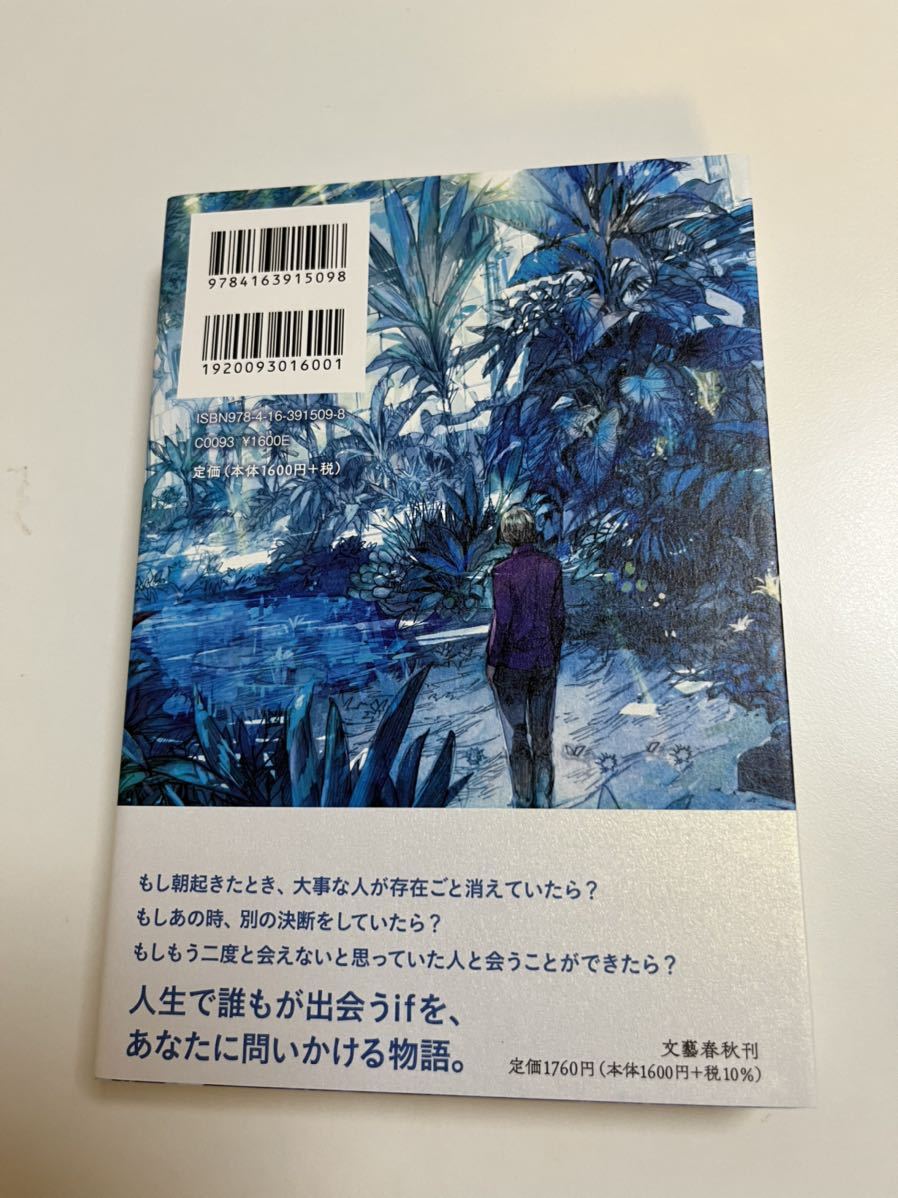 9784163915098
1920093016001
ISBN978-4-16-391509-8
C0093 ¥1600E
定価(本体1600円+税)
もし朝起きたとき、大事な人が存在ごと消えていたら?
もしあの時、別の決断をしていたら?
もしもう二度と会えないと思っていた人と会うことができたら?
人生で誰もが出会うifを、
あなたに問いかける物語。
文藝春秋刊
定価1760円(本体1600円+税10%)